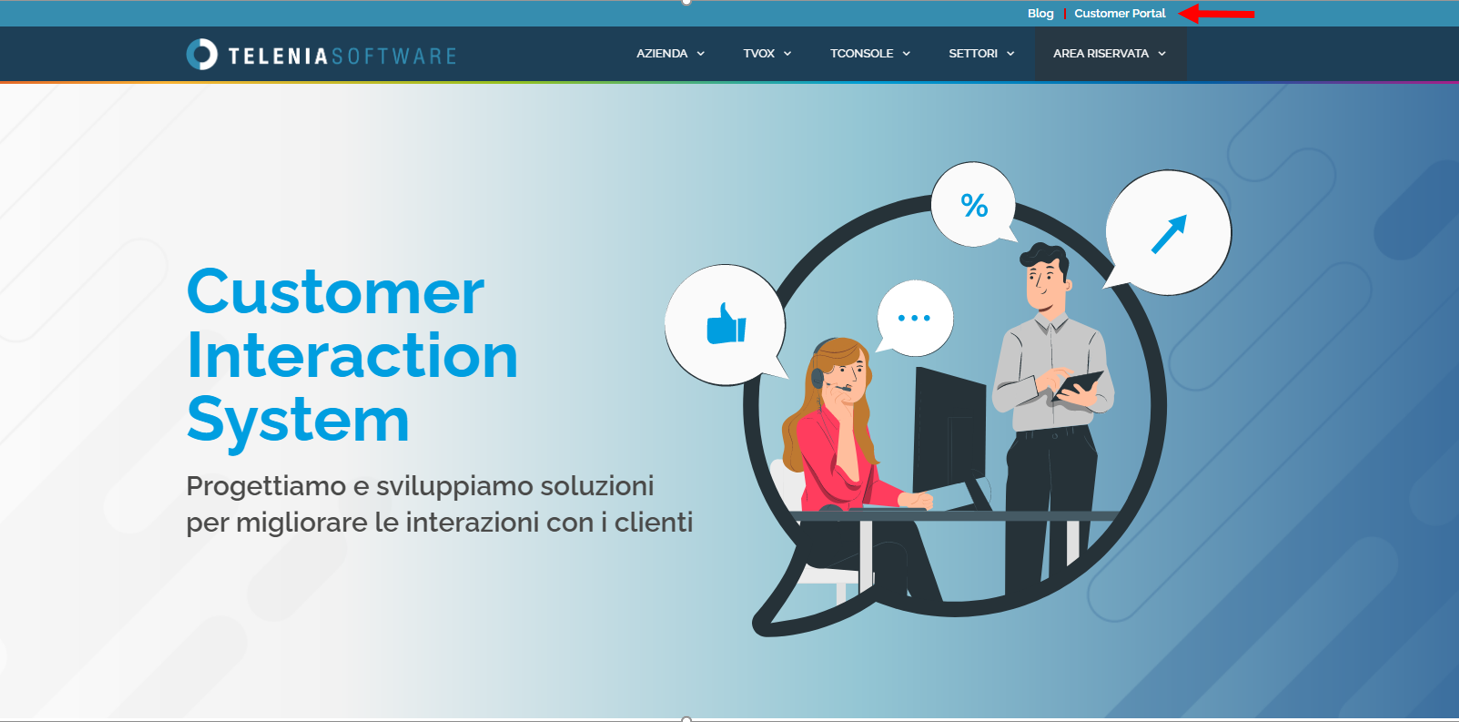 Blog | Customer Portal
TELENIASOFTWARE
AZIENDA TVOX TCONSOLE SETTORI AREA RISERVATA
%
Customer
Interaction
System
Progettiamo e sviluppiamo soluzioni
per migliorare le interazioni con i clienti